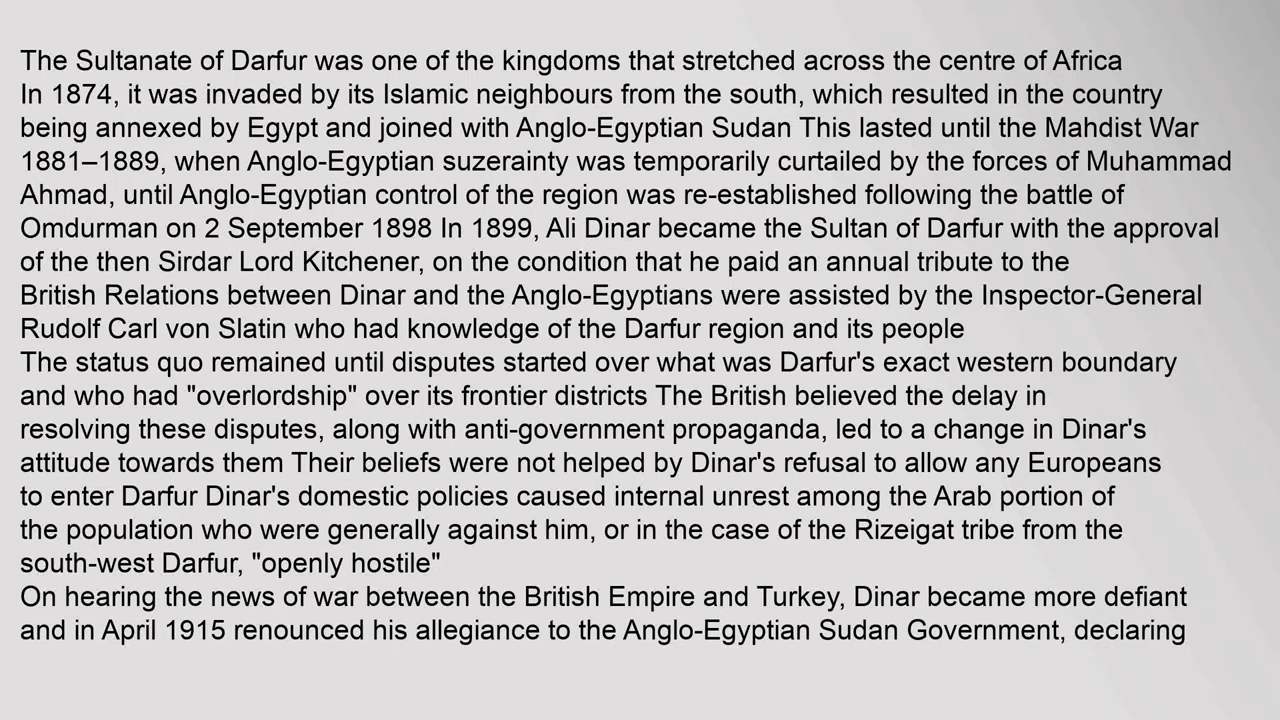 The Sultanate of Darfur was one of the kingdoms that stretched across the centre of Africa
In 1874, it was invaded by its Islamic neighbours from the south, which resulted in the country
being annexed by Egypt and joined with Anglo-Egyptian Sudan This lasted until the Mahdist War
1881–1889, when Anglo-Egyptian suzerainty was temporarily curtailed by the forces of Muhammad
Ahmad, until Anglo-Egyptian control of the region was re-established following the battle of
Omdurman on 2 September 1898 In 1899, Ali Dinar became the Sultan of Darfur with the approval
of the then Sirdar Lord Kitchener, on the condition that he paid an annual tribute to the
British Relations between Dinar and the Anglo-Egyptians were assisted by the Inspector-General
Rudolf Carl von Slatin who had knowledge of the Darfur region and its people
The status quo remained until disputes started over what was Darfur's exact western boundary
and who had "overlordship" over its frontier districts The British believed the delay in
resolving these disputes, along with anti-government propaganda, led to a change in Dinar's
attitude towards them Their beliefs were not helped by Dinar's refusal to allow any Europeans
to enter Darfur Dinar's domestic policies caused internal unrest among the Arab portion of
the population who were generally against him, or in the case of the Rizeigat tribe from the
south-west Darfur, "openly hostile"
On hearing the news of war between the British Empire and Turkey, Dinar became more defiant
and in April 1915 renounced his allegiance to the Anglo-Egyptian Sudan Government, declaring